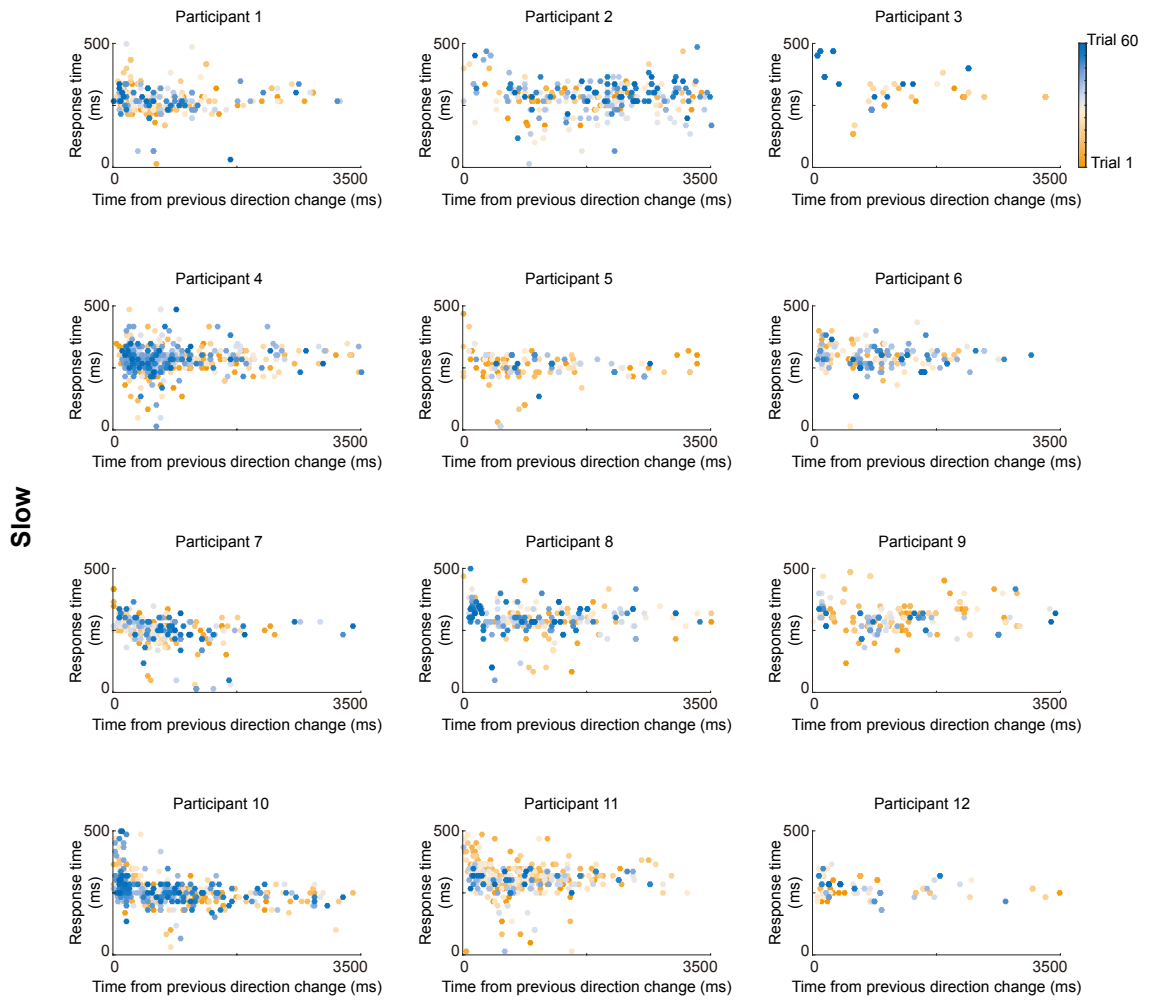 Participant 1
Participant 2
Participant 3
500
Response time
(ms)
0
0
3500
Time from previous direction change (ms)
500
Response time
(ms)
0
0
3500
Time from previous direction change (ms)
500
Response time
(ms)
0
0
3500
Time from previous direction change (ms)
Trial 60
Trial 1
Participant 4
Participant 5
Participant 6
500
Response time
(ms)
0
0
3500
Time from previous direction change (ms)
500
Response time
(ms)
0
0
3500
Time from previous direction change (ms)
500
Response time
(ms)
0
0
3500
Time from previous direction change (ms)
Slow
Participant 7
Participant 8
Participant 9
500
Response time
(ms)
0
0
3500
Time from previous direction change (ms)
500
Response time
(ms)
0
0
3500
Time from previous direction change (ms)
500
Response time
(ms)
0
0
3500
Time from previous direction change (ms)
Participant 10
Participant 11
Participant 12
500
Response time
(ms)
0
0
3500
Time from previous direction change (ms)
500
Response time
(ms)
0
0
3500
Time from previous direction change (ms)
500
Response time
(ms)
0
0
3500
Time from previous direction change (ms)